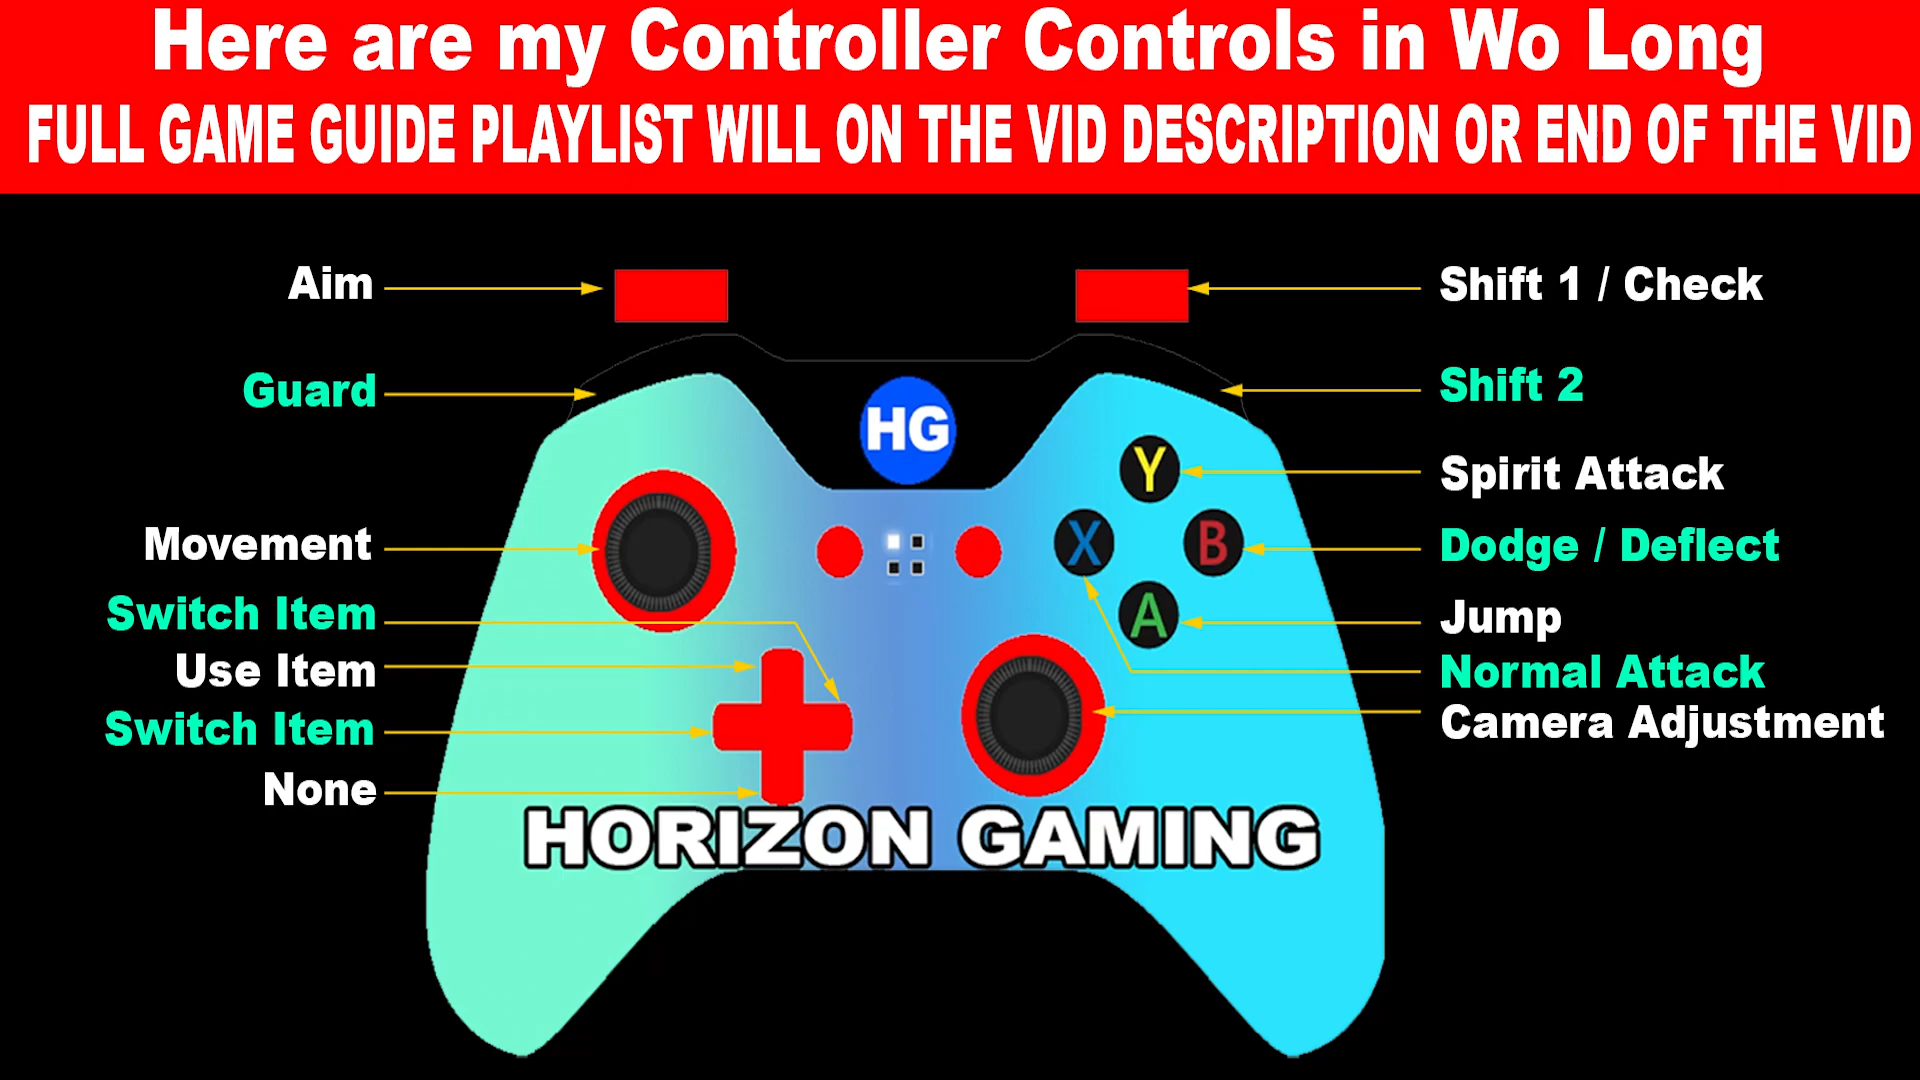 Here are my Controller Controls in Wo Long
FULL GAME GUIDE PLAYLIST WILL ON THE VID DESCRIPTION OR END OF THE VID
Aim
Shift 1 / Check
Guard
Shift 2
HG
Y
Spirit Attack
Movement
X
B
Dodge / Deflect
Switch Item
A
Jump
Use Item
Normal Attack
Switch Item
Camera Adjustment
None
HORIZON GAMING